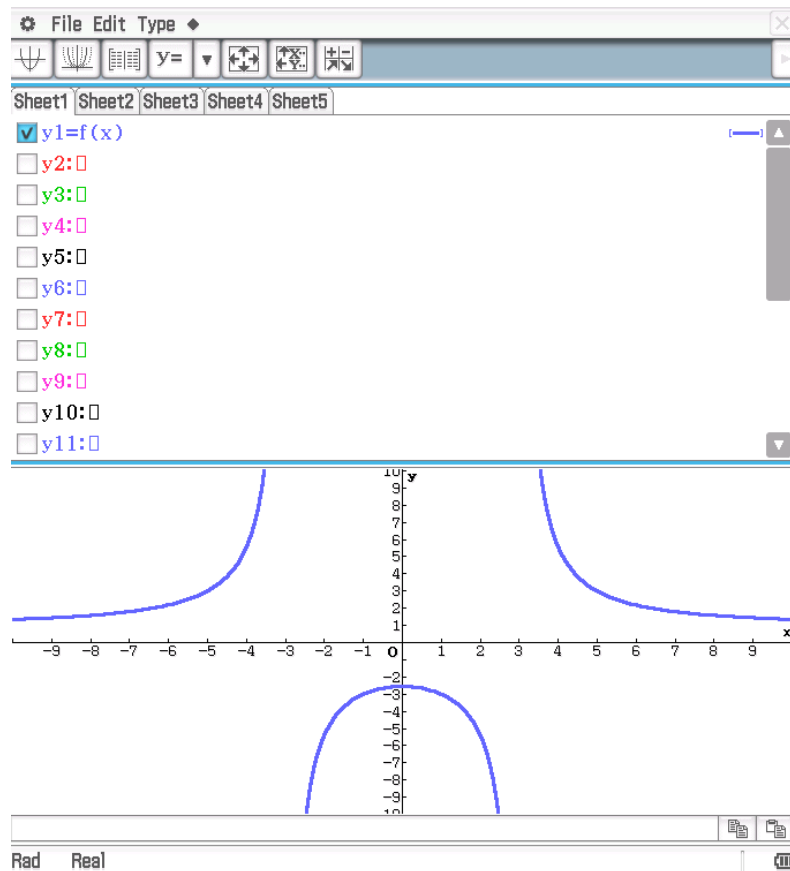 File Edit Type
Y=
Sheet1 Sheet2 Sheet3 Sheet4 Sheet5
y1=f(x)
y2:
y3:
y4:
y5:
y6:
y7:
y8:
y9:
y10:
y11:
10 y
9
8
7
6
5
4
3
2
1
x
-9 -8 -7 -6 -5 -4 -3 -2 -1 O 1 2 3 4 5 6 7 8 9
-2
-3
-4
-5
-6
-7
-8
-9
-10
Rad Real